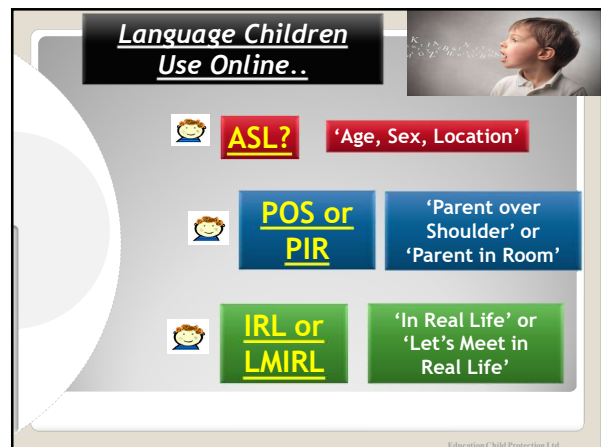 Language Children
Use Online..
ASL?
'Age, Sex, Location'
POS or
PIR
'Parent over
Shoulder' or
'Parent in Room'
IRL or
LMIRL
'In Real Life' or
'Let's Meet in
Real Life'
Education Child Protection Ltd